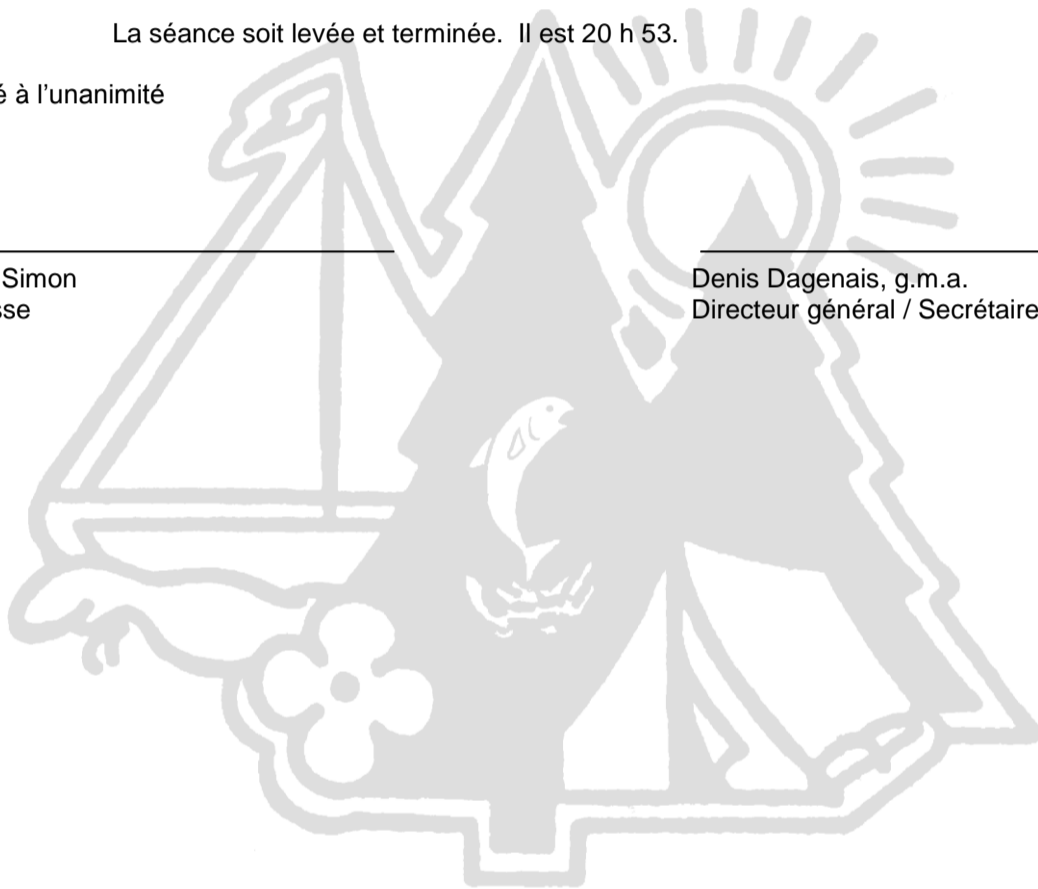 La séance soit levée et terminée. Il est 20 h 53.
é à l'unanimité
Simon
sse
Denis Dagenais, g.m.a.
Directeur général / Secrétaire